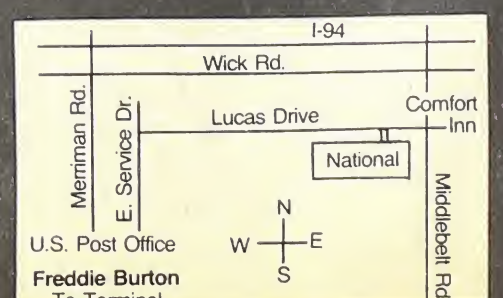 I-94
Wick Rd.
Merriman Rd.
E. Service Dr.
Lucas Drive
Comfort
Inn
National
Middlebelt Rd
N
W E
S
U.S. Post Office
Freddie Burton
To Terminal